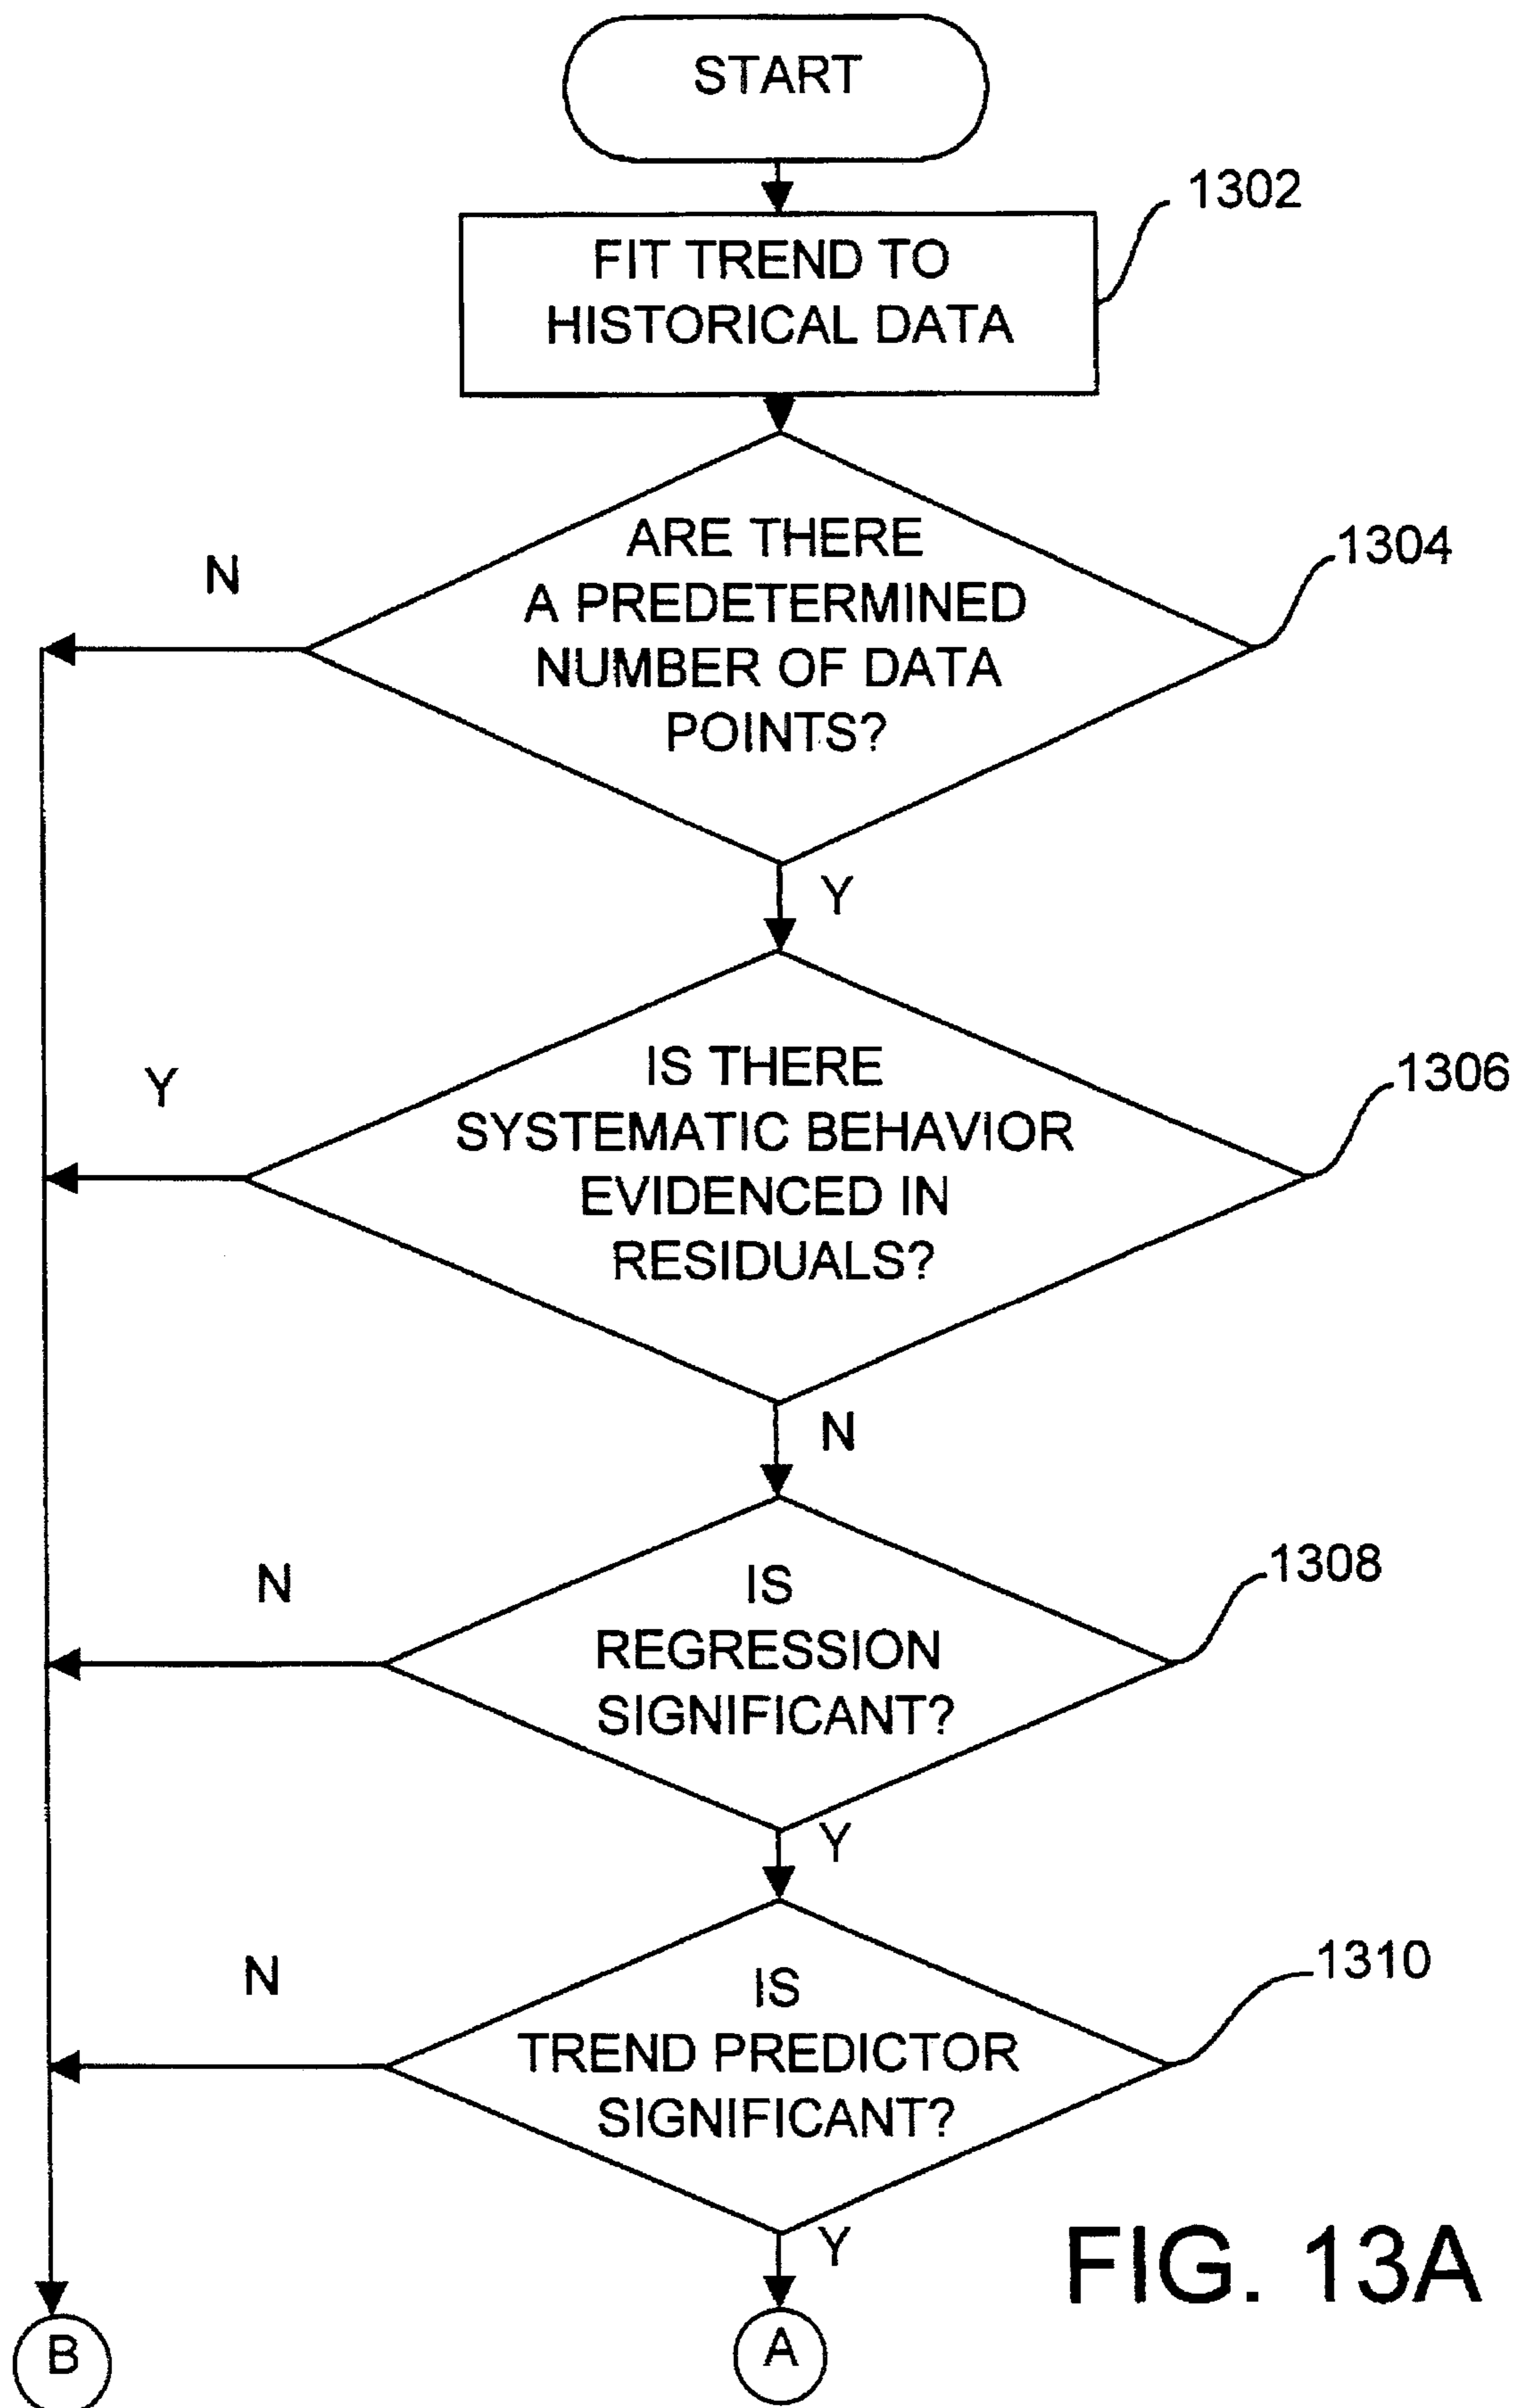 START
1302
FIT TREND TO
HISTORICAL DATA
ARE THERE
A PREDETERMINED
NUMBER OF DATA
POINTS?
1304
N
Y
IS THERE
SYSTEMATIC BEHAVIOR
EVIDENCED IN
RESIDUALS?
1306
Y
N
IS
REGRESSION
SIGNIFICANT?
1308
N
Y
IS
TREND PREDICTOR
SIGNIFICANT?
1310
N
Y
FIG. 13A
B
A